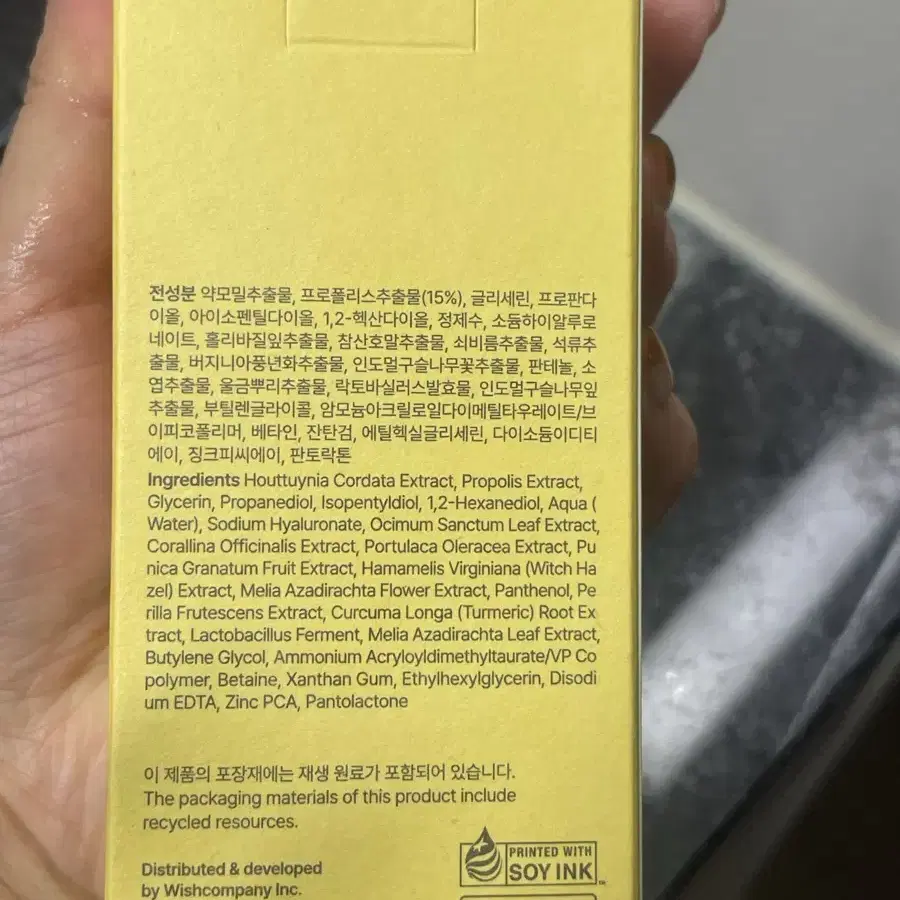 전성분 약모밀추출물, 프로폴리스추출물(15%), 글리세린, 프로판다
이올, 아이소펜틸다이올, 1,2-헥산다이올, 정제수, 소듐하이알루로
네이트, 홀리바질잎추출물, 참산호말추출물, 쇠비름추출물, 석류추
출물, 버지니아풍년화추출물, 인도멀구슬나무꽃추출물, 판테놀, 소
엽추출물, 울금뿌리추출물, 락토바실러스발효물, 인도멀구슬나무잎
추출물, 부틸렌글라이콜, 암모늄아크릴로일다이메틸타우레이트/브
이피코폴리머, 베타인, 잔탄검, 에틸헥실글리세린, 다이소듐이디티
에이, 징크피씨에이, 판토락톤
Ingredients Houttuynia Cordata Extract, Propolis Extract,
Glycerin, Propanediol, Isopentyldiol, 1,2-Hexanediol, Aqua (
Water), Sodium Hyaluronate, Ocimum Sanctum Leaf Extract,
Corallina Officinalis Extract, Portulaca Oleracea Extract, Pu
nica Granatum Fruit Extract, Hamamelis Virginiana (Witch Ha
zel) Extract, Melia Azadirachta Flower Extract, Panthenol, Pe
rilla Frutescens Extract, Curcuma Longa (Turmeric) Root Ex
tract, Lactobacillus Ferment, Melia Azadirachta Leaf Extract,
Butylene Glycol, Ammonium Acryloyldimethyltaurate/VP Co
polymer, Betaine, Xanthan Gum, Ethylhexylglycerin, Disodi
um EDTA, Zinc PCA, Pantolactone
이 제품의 포장재에는 재생 원료가 포함되어 있습니다.
The packaging materials of this product include
recycled resources.
Distributed & developed
by Wishcompany Inc.
PRINTED WITH
SOY INK